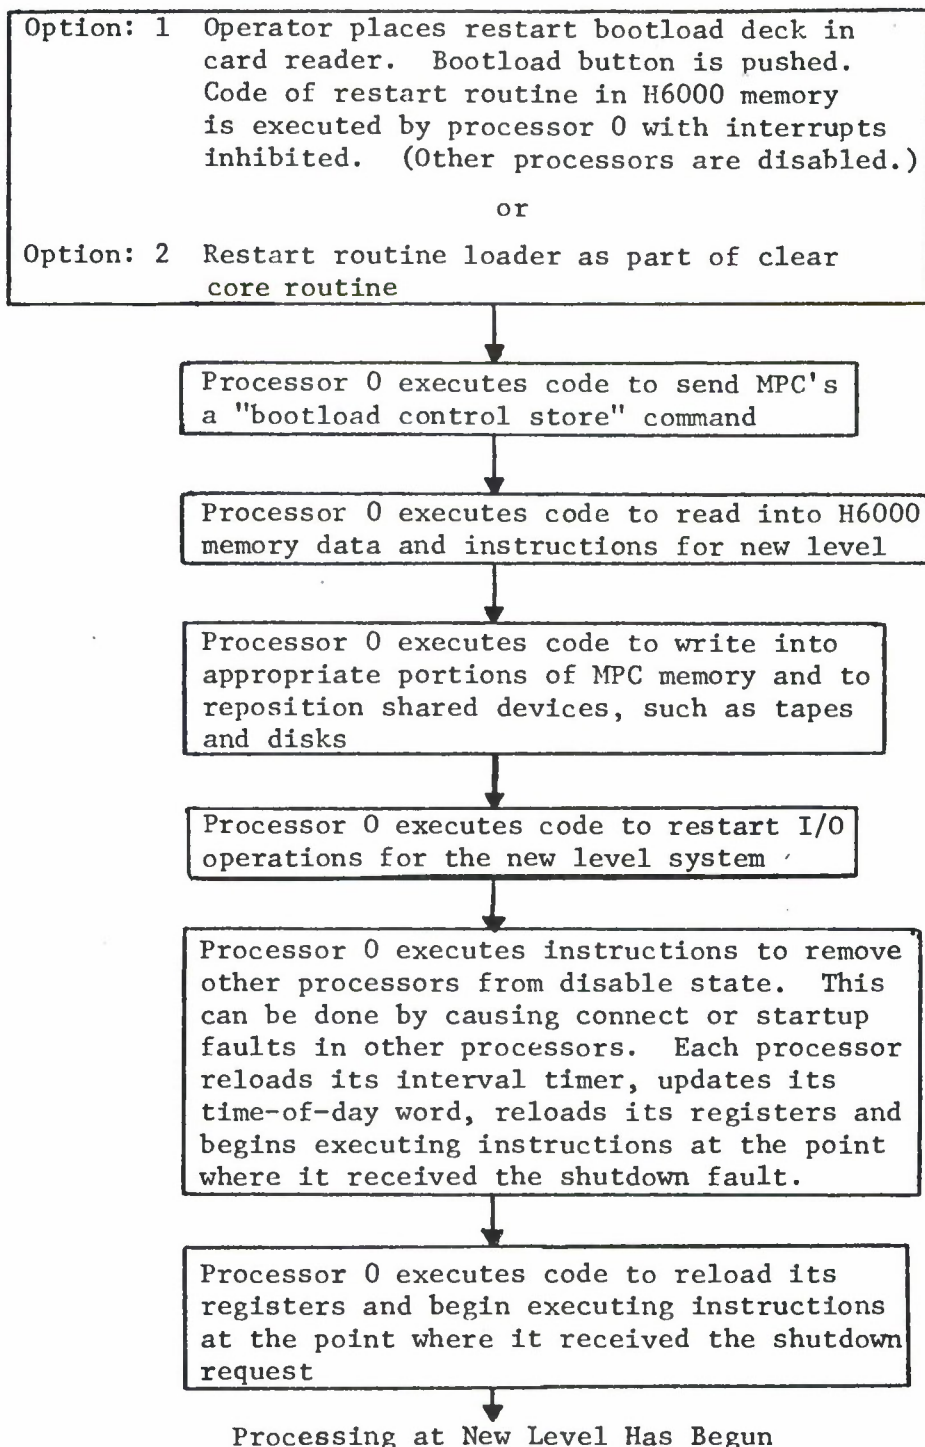 Option: 1 Operator places restart bootload deck in
card reader. Bootload button is pushed.
Code of restart routine in H6000 memory
is executed by processor 0 with interrupts
inhibited. (Other processors are disabled.)
or
Option: 2 Restart routine loader as part of clear
core routine
Processor 0 executes code to send MPC's
a "bootload control store" command
Processor 0 executes code to read into H6000
memory data and instructions for new level
Processor 0 executes code to write into
appropriate portions of MPC memory and to
reposition shared devices, such as tapes
and disks
Processor 0 executes code to restart I/O
operations for the new level system
Processor 0 executes instructions to remove
other processors from disable state. This
can be done by causing connect or startup
faults in other processors. Each processor
reloads its interval timer, updates its
time-of-day word, reloads its registers and
begins executing instructions at the point
where it received the shutdown fault.
Processor 0 executes code to reload its
registers and begin executing instructions
at the point where it received the shutdown
request
Processing at New Level Has Begun